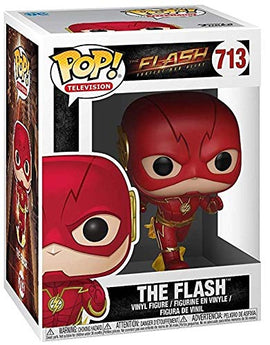 POP!
TELEVISION
THE FLASH
FASTEST MAN ALIVE
713
THE FLASH
VINYL FIGURE / FIGURINE EN VINYLE /
FIGURA DE VINIL